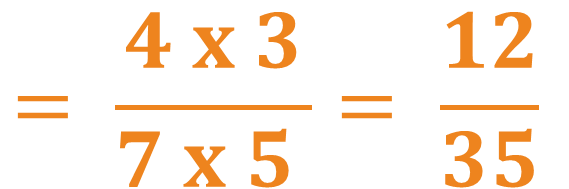 = 4 x 3 / 7 x 5 = 12 / 35